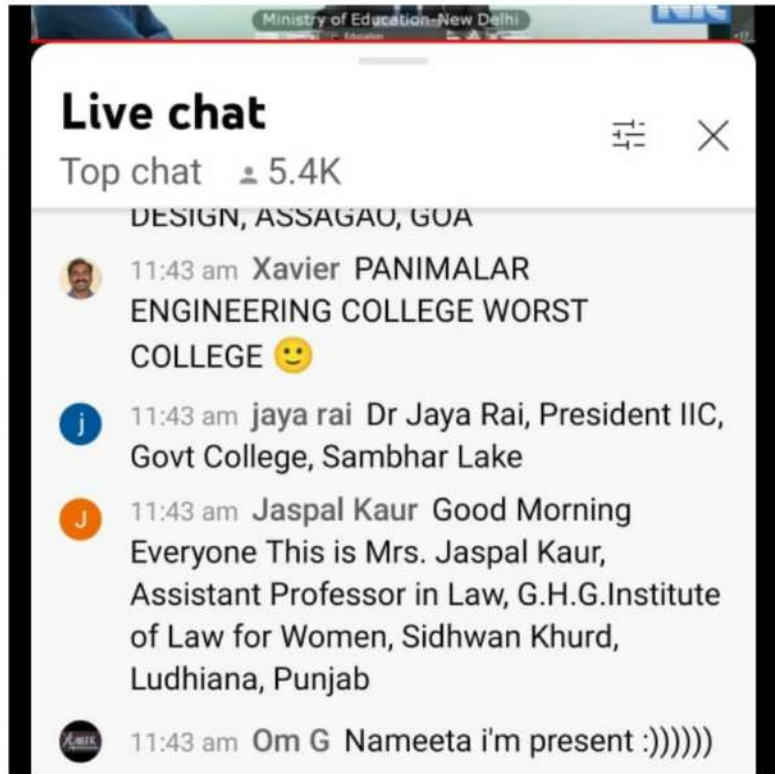 Ministry of Education-New Delhi
Education
+17
Live chat
Top chat 5.4K
DESIGN, ASSAGAO, GOA
11:43 am Xavier PANIMALAR
ENGINEERING COLLEGE WORST
COLLEGE 🙂
j
11:43 am jaya rai Dr Jaya Rai, President IIC,
Govt College, Sambhar Lake
J
11:43 am Jaspal Kaur Good Morning
Everyone This is Mrs. Jaspal Kaur,
Assistant Professor in Law, G.H.G.Institute
of Law for Women, Sidhwan Khurd,
Ludhiana, Punjab
11:43 am Om G Nameeta i'm present :))))))